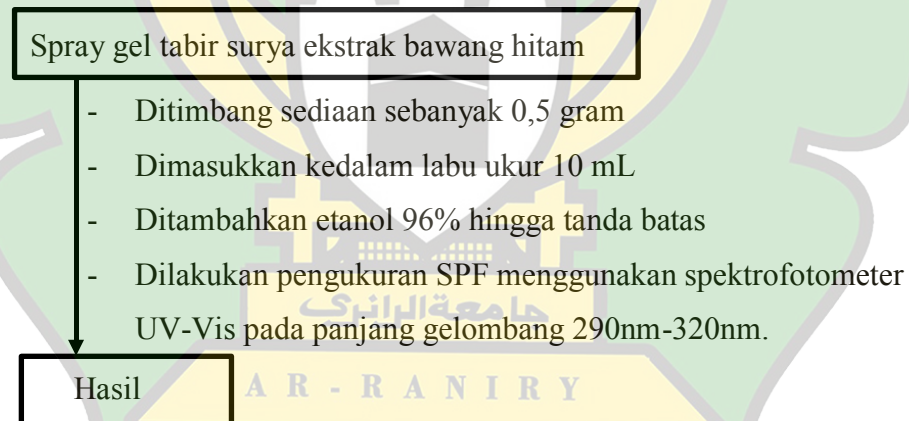 Spray gel tabir surya ekstrak bawang hitam
- Ditimbang sediaan sebanyak 0,5 gram
- Dimasukkan kedalam labu ukur 10 mL
- Ditambahkan etanol 96% hingga tanda batas
- Dilakukan pengukuran SPF menggunakan spektrofotometer
UV-Vis pada panjang gelombang 290nm-320nm.
جامعة الرانري
Hasil
AR-RANIRY